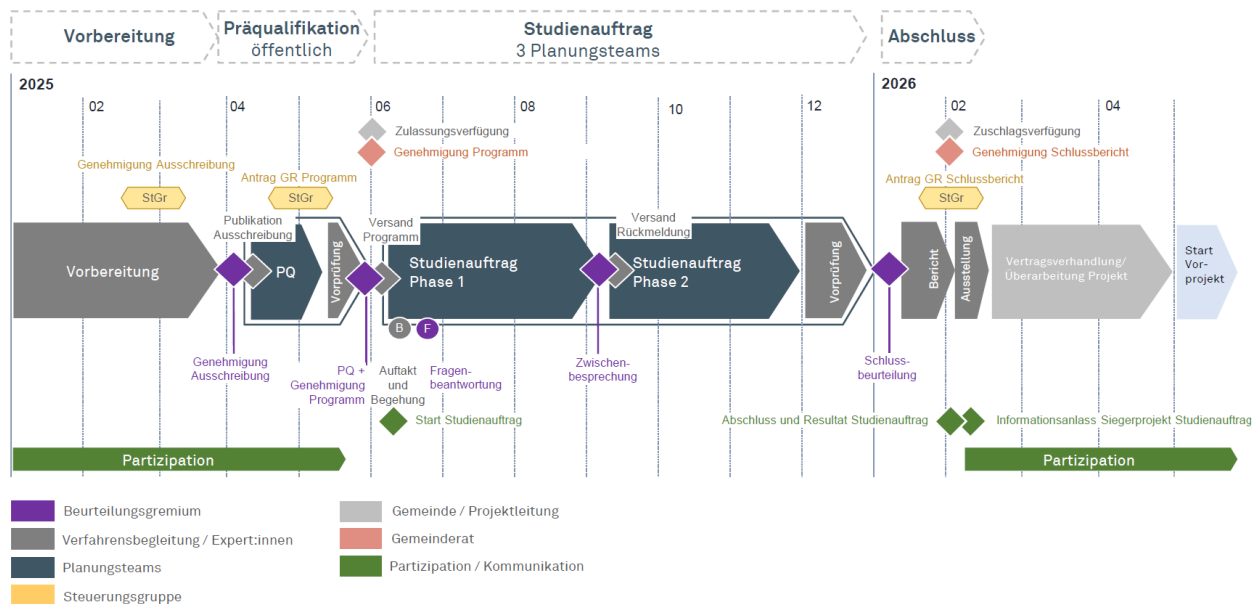 Vorbereitung
Präqualifikation
öffentlich
Studienauftrag
3 Planungsteams
Abschluss
2025
2026
02
04
06
08
10
12
02
04
Zulassungsverfügung
Genehmigung Programm
Zuschlagsverfügung
Genehmigung Schlussbericht
Genehmigung Ausschreibung
StGr
Antrag GR Programm
StGr
Antrag GR Schlussbericht
StGr
Publikation
Ausschreibung
Versand
Programm
Versand
Rückmeldung
Vorbereitung
PQ
Vorprüfung
Studienauftrag
Phase 1
Studienauftrag
Phase 2
Vorprüfung
Bericht
Ausstellung
Vertragsverhandlung/
Überarbeitung Projekt
Start
Vor-
projekt
B
F
Genehmigung
Ausschreibung
PQ +
Genehmigung
Programm
Auftakt
und
Begehung
Fragen-
beantwortung
Zwischen-
besprechung
Schluss-
beurteilung
Start Studienauftrag
Abschluss und Resultat Studienauftrag
Informationsanlass Siegerprojekt Studienauftrag
Partizipation
Partizipation
Beurteilungsgremium
Verfahrensbegleitung / Expert:innen
Planungsteams
Steuerungsgruppe
Gemeinde / Projektleitung
Gemeinderat
Partizipation / Kommunikation